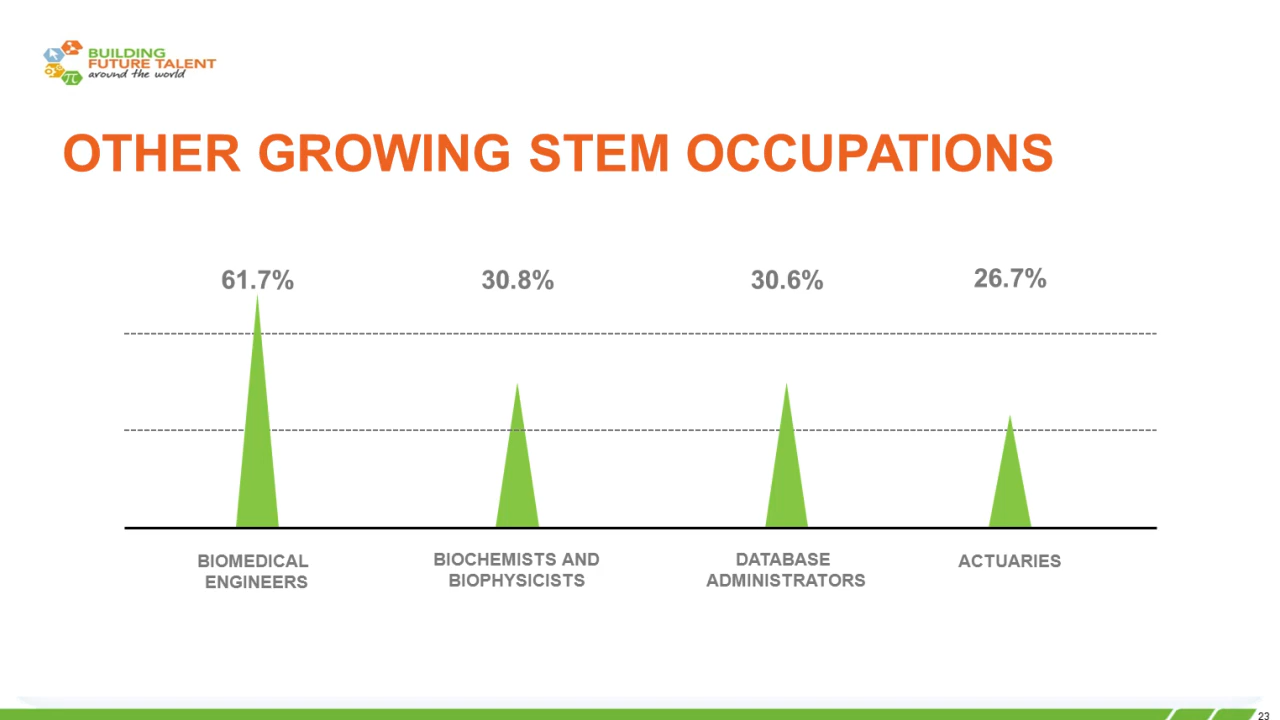 BUILDING
FUTURE TALENT
around the world
OTHER GROWING STEM OCCUPATIONS
61.7%
30.8%
30.6%
26.7%
BIOMEDICAL
ENGINEERS
BIOCHEMISTS AND
BIOPHYSICISTS
DATABASE
ADMINISTRATORS
ACTUARIES
23